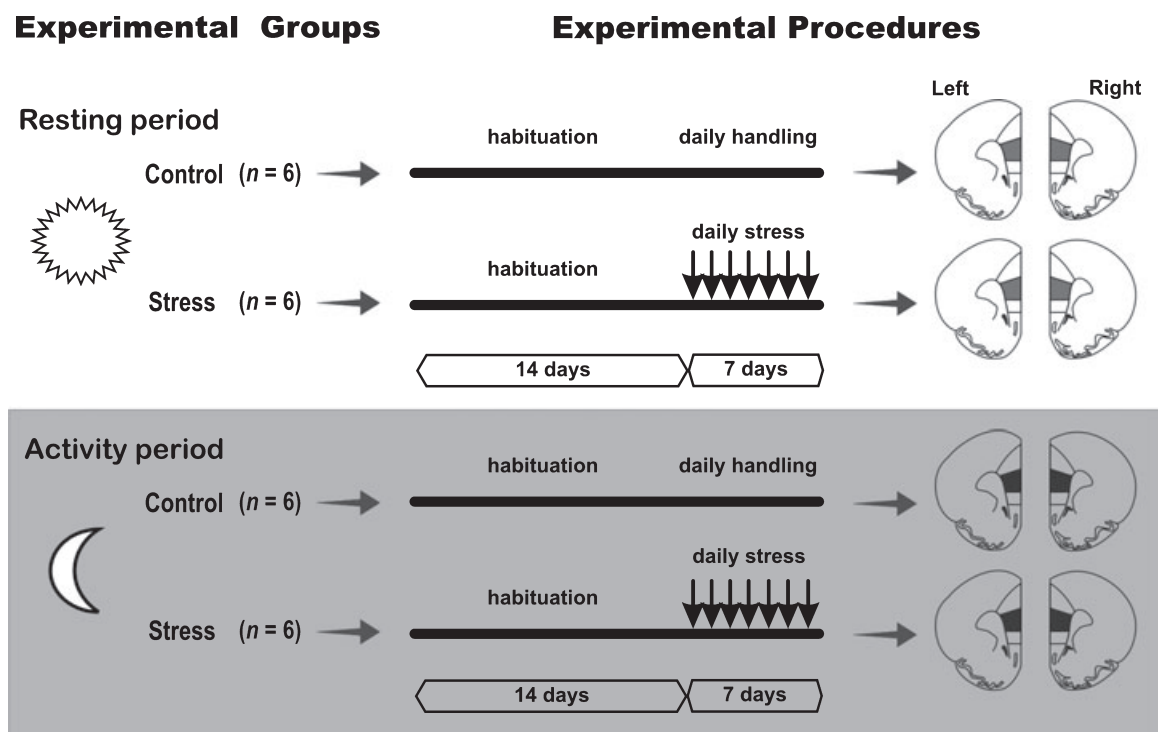 Experimental Groups
Experimental Procedures
Left
Right
Resting period
habituation
daily handling
Control (n = 6)
daily stress
habituation
Stress (n = 6)
14 days
7 days
Activity period
habituation
daily handling
Control (n = 6)
daily stress
habituation
Stress (n = 6)
14 days
7 days